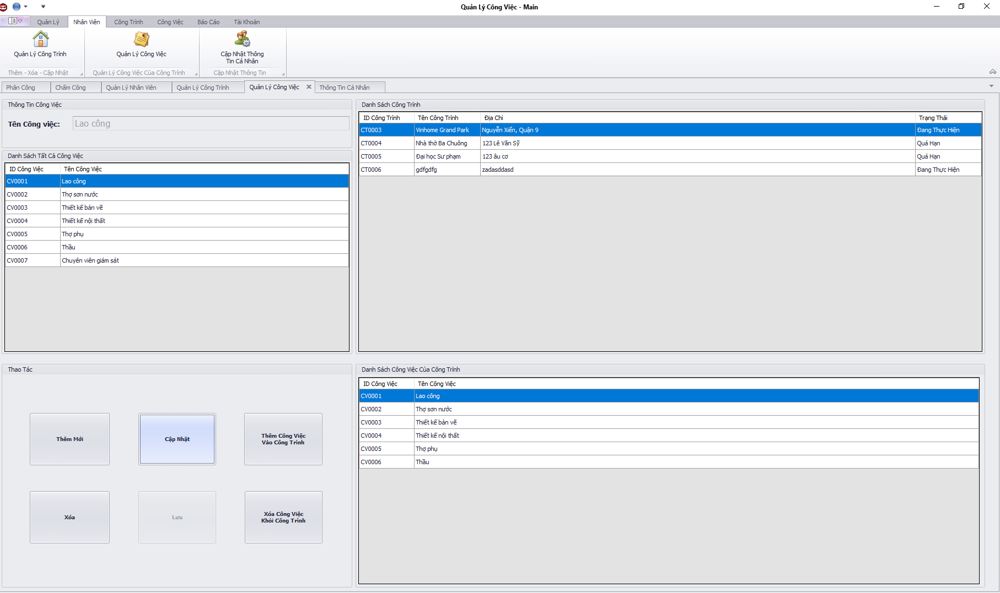 Quản Lý Công Việc - Main
Quản Lý
Nhân Viên
Công Trình
Công Việc
Báo Cáo
Tài Khoản
Quản Lý Công Trình
Thêm - Xóa - Cập Nhật
Quản Lý Công Việc
Quản Lý Công Việc Của Công Trình
Cập Nhật Thông
Tin Cá Nhân
Cập Nhật Thông Tin
Phân Công
Chấm Công
Quản Lý Nhân Viên
Quản Lý Công Trình
Quản Lý Công Việc
Thông Tin Cá Nhân
Thông Tin Công Việc
Tên Công việc: Lao công
Danh Sách Tất Cả Công Việc
ID Công Việc Tên Công Việc
CV0001 Lao công
CV0002 Thợ sơn nước
CV0003 Thiết kế bản vẽ
CV0004 Thiết kế nội thất
CV0005 Thợ phụ
CV0006 Thầu
CV0007 Chuyên viên giám sát
Danh Sách Công Trình
ID Công Trình Tên Công Trình Địa Chỉ Trạng Thái
CT0003 Vinhome Grand Park Nguyễn Xiển, Quận 9 Đang Thực Hiện
CT0004 Nhà thờ Ba Chuông 123 Lê Văn Sỹ Quá Hạn
CT0005 Đại học Sư phạm 123 âu cơ Quá Hạn
CT0006 gdfgdfg zadasddasd Đang Thực Hiện
Thao Tác
Thêm Mới
Cập Nhật
Thêm Công Việc
Vào Công Trình
Xóa
Lưu
Xóa Công Việc
Khỏi Công Trình
Danh Sách Công Việc Của Công Trình
ID Công Việc Tên Công Việc
CV0001 Lao công
CV0002 Thợ sơn nước
CV0003 Thiết kế bản vẽ
CV0004 Thiết kế nội thất
CV0005 Thợ phụ
CV0006 Thầu